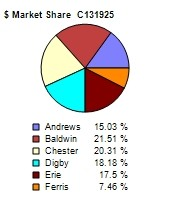 $ Market Share C131925
Andrews 15.03 %
Baldwin 21.51 %
Chester 20.31 %
Digby 18.18 %
Erie 17.5 %
Ferris 7.46 %